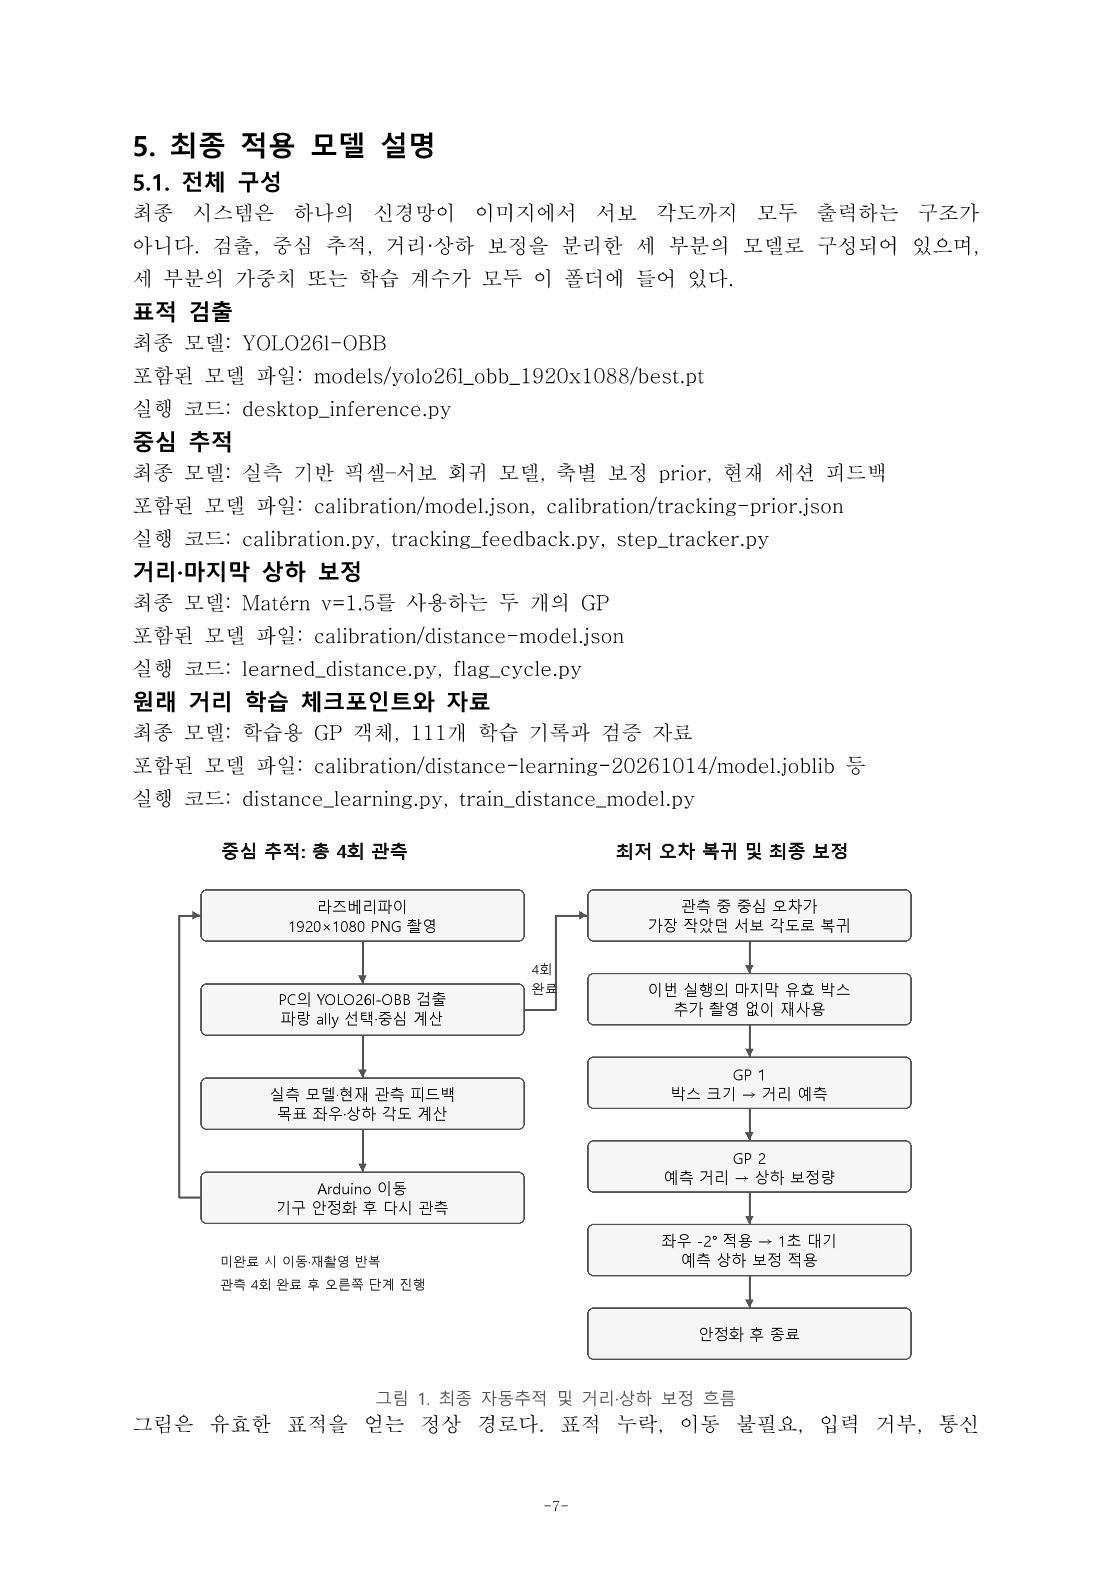 5. 최종 적용 모델 설명
5.1. 전체 구성
최종 시스템은 하나의 신경망이 이미지에서 서보 각도까지 모두 출력하는 구조가
아니다. 검출, 중심 추적, 거리·상하 보정을 분리한 세 부분의 모델로 구성되어 있으며,
세 부분의 가중치 또는 학습 계수가 모두 이 폴더에 들어 있다.
표적 검출
최종 모델: YOLO26l-OBB
포함된 모델 파일: models/yolo26l_obb_1920x1088/best.pt
실행 코드: desktop_inference.py
중심 추적
최종 모델: 실측 기반 픽셀–서보 회귀 모델, 축별 보정 prior, 현재 세션 피드백
포함된 모델 파일: calibration/model.json, calibration/tracking-prior.json
실행 코드: calibration.py, tracking_feedback.py, step_tracker.py
거리·마지막 상하 보정
최종 모델: Matérn ν=1.5를 사용하는 두 개의 GP
포함된 모델 파일: calibration/distance-model.json
실행 코드: learned_distance.py, flag_cycle.py
원래 거리 학습 체크포인트와 자료
최종 모델: 학습용 GP 객체, 111개 학습 기록과 검증 자료
포함된 모델 파일: calibration/distance-learning-20261014/model.joblib 등
실행 코드: distance_learning.py, train_distance_model.py
중심 추적: 총 4회 관측
라즈베리파이
1920×1080 PNG 촬영
PC의 YOLO26l-OBB 검출
파랑 ally 선택·중심 계산
실측 모델·현재 관측 피드백
목표 좌우·상하 각도 계산
Arduino 이동
기구 안정화 후 다시 관측
미완료 시 이동·재촬영 반복
관측 4회 완료 후 오른쪽 단계 진행
4회
완료
최저 오차 복귀 및 최종 보정
관측 중 중심 오차가
가장 작았던 서보 각도로 복귀
이번 실행의 마지막 유효 박스
추가 촬영 없이 재사용
GP 1
박스 크기 → 거리 예측
GP 2
예측 거리 → 상하 보정량
좌우 -2° 적용 → 1초 대기
예측 상하 보정 적용
안정화 후 종료
그림 1. 최종 자동추적 및 거리·상하 보정 흐름
그림은 유효한 표적을 얻는 정상 경로다. 표적 누락, 이동 불필요, 입력 거부, 통신
-7-